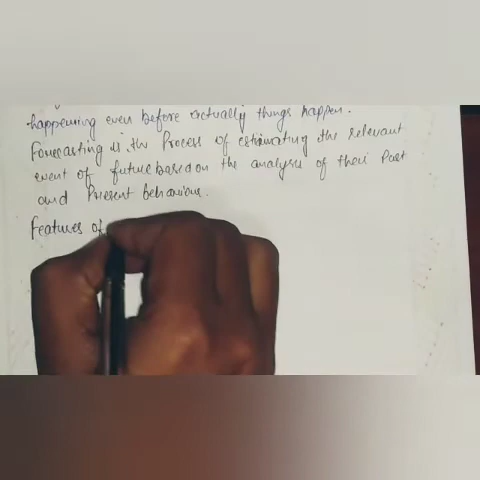 happening even before actually things happen.
Forecasting is the Process of estimating the relevant
event of future based on the analysis of their Past
and Present behaviour.
Features of